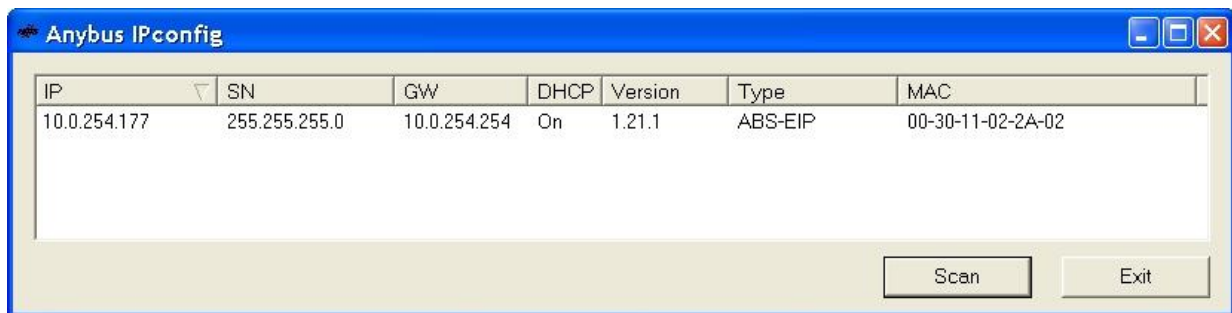 Anybus IPconfig
IP SN GW DHCP Version Type MAC
10.0.254.177 255.255.255.0 10.0.254.254 On 1.21.1 ABS-EIP 00-30-11-02-2A-02
Scan Exit